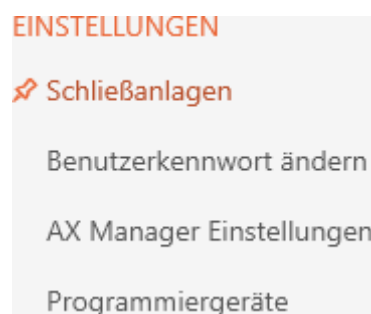 EINSTELLUNGEN
Schließanlagen
Benutzerkennwort ändern
AX Manager Einstellungen
Programmiergeräte